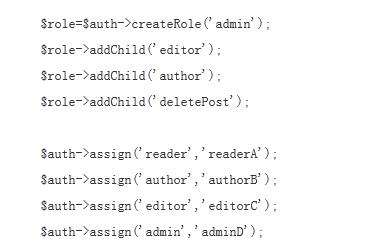 $role=$auth->createRole('admin');
$role->addChild('editor');
$role->addChild('author');
$role->addChild('deletePost');
$auth->assign('reader','readerA');
$auth->assign('author','authorB');
$auth->assign('editor','editorC');
$auth->assign('admin','adminD');